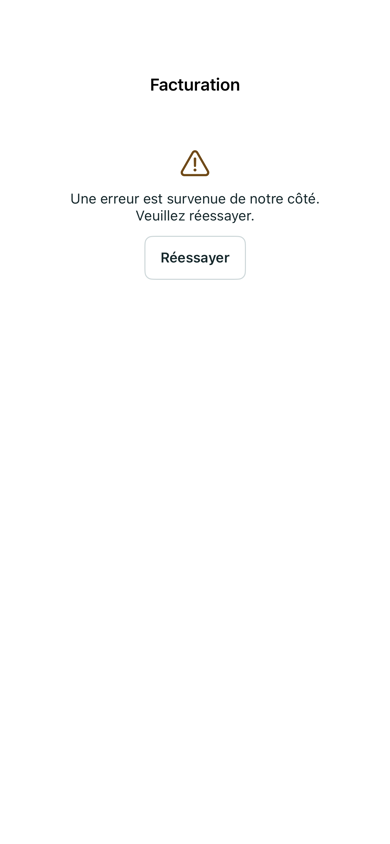 Facturation
Une erreur est survenue de notre côté.
Veuillez réessayer.
Réessayer